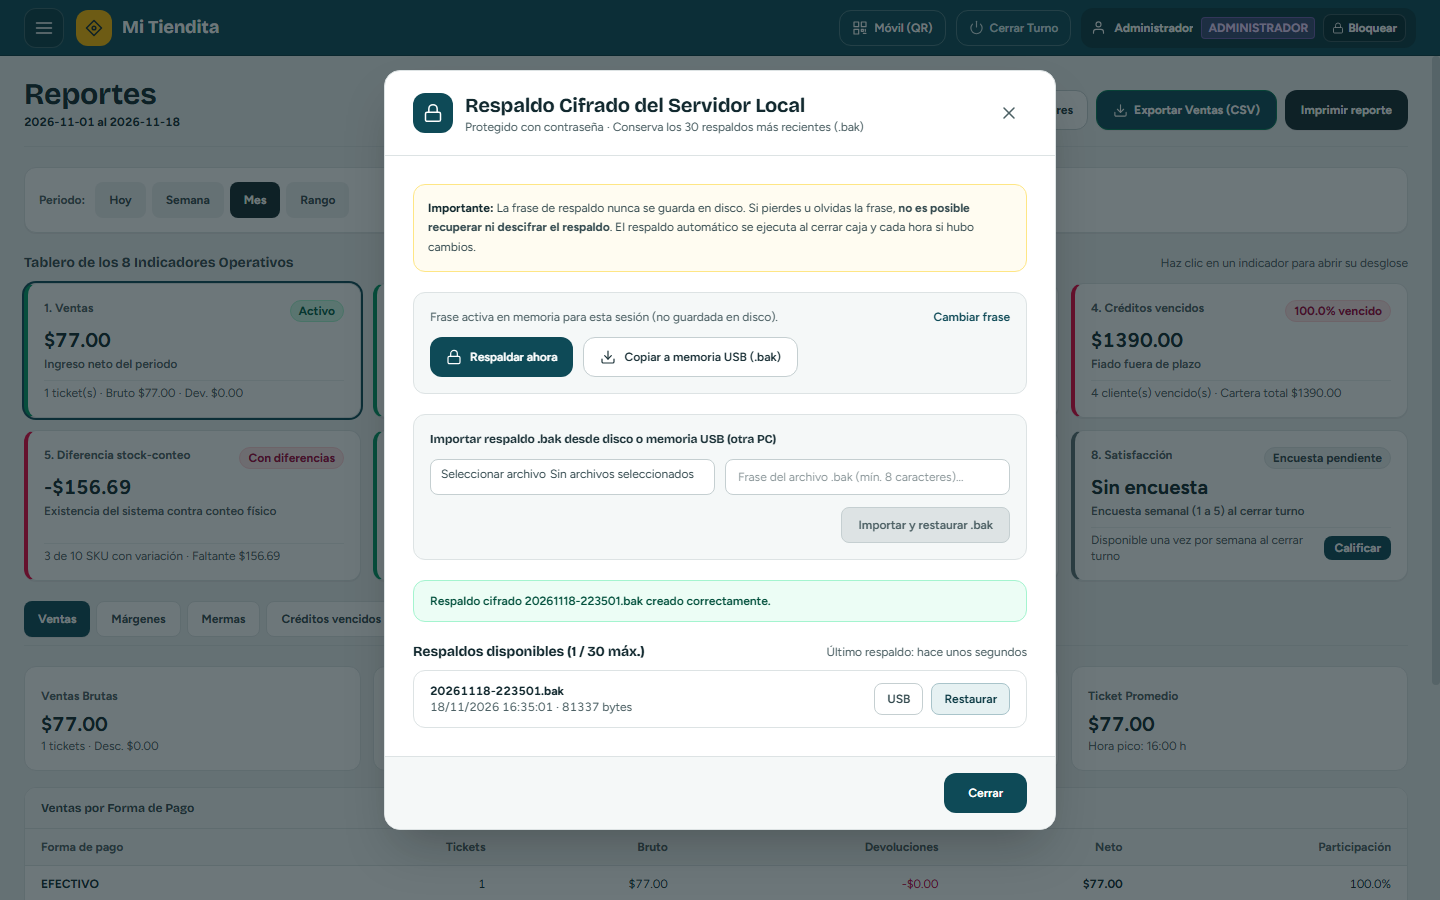 Mi Tiendita
Móvil (QR)
Cerrar Turno
Administrador
ADMINISTRADOR
Bloquear
Reportes
2026-11-01 al 2026-11-18
res
Exportar Ventas (CSV)
Imprimir reporte
Periodo:
Hoy
Semana
Mes
Rango
Tablero de los 8 Indicadores Operativos
Haz clic en un indicador para abrir su desglose
1. Ventas
Activo
$77.00
Ingreso neto del periodo
1 ticket(s) · Bruto $77.00 · Dev. $0.00
4. Créditos vencidos
100.0% vencido
$1390.00
Fiado fuera de plazo
4 cliente(s) vencido(s) · Cartera total $1390.00
5. Diferencia stock-conteo
Con diferencias
-$156.69
Existencia del sistema contra conteo físico
3 de 10 SKU con variación · Faltante $156.69
8. Satisfacción
Encuesta pendiente
Sin encuesta
Encuesta semanal (1 a 5) al cerrar turno
Disponible una vez por semana al cerrar
turno
Calificar
Ventas
Márgenes
Mermas
Créditos vencidos
Ventas Brutas
$77.00
1 tickets · Desc. $0.00
Ticket Promedio
$77.00
Hora pico: 16:00 h
Ventas por Forma de Pago
Forma de pago
Tickets
Bruto
Devoluciones
Neto
Participación
EFECTIVO
1
$77.00
-$0.00
$77.00
100.0%
Respaldo Cifrado del Servidor Local
Protegido con contraseña · Conserva los 30 respaldos más recientes (.bak)
Importante: La frase de respaldo nunca se guarda en disco. Si pierdes u olvidas la frase, no es posible
recuperar ni descifrar el respaldo. El respaldo automático se ejecuta al cerrar caja y cada hora si hubo
cambios.
Frase activa en memoria para esta sesión (no guardada en disco).
Cambiar frase
Respaldar ahora
Copiar a memoria USB (.bak)
Importar respaldo .bak desde disco o memoria USB (otra PC)
Seleccionar archivo Sin archivos seleccionados
Frase del archivo .bak (mín. 8 caracteres)...
Importar y restaurar .bak
Respaldo cifrado 20261118-223501.bak creado correctamente.
Respaldos disponibles (1 / 30 máx.)
Último respaldo: hace unos segundos
20261118-223501.bak
18/11/2026 16:35:01 · 81337 bytes
USB
Restaurar
Cerrar